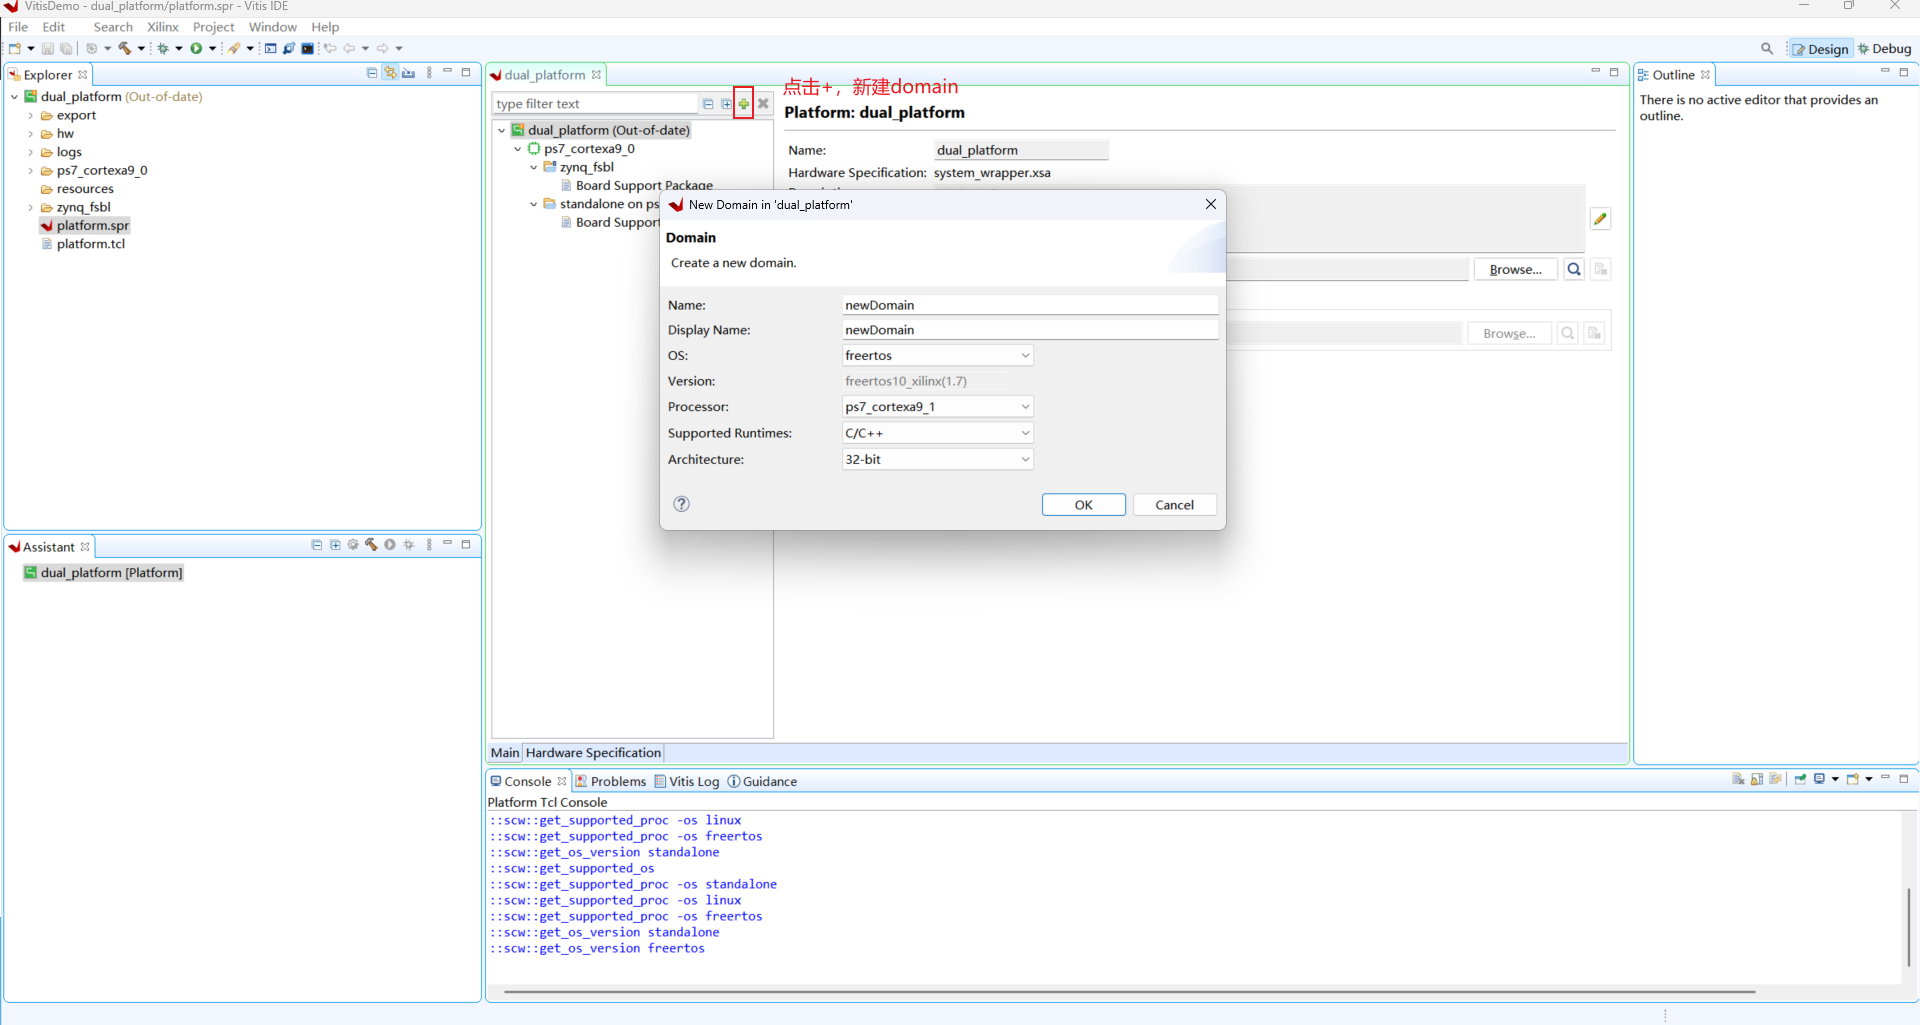 VitisDemo - dual_platform/platform.spr - Vitis IDE
File Edit Search Xilinx Project Window Help
Design Debug
Explorer
dual_platform (Out-of-date)
export
hw
logs
ps7_cortexa9_0
resources
zynq_fsbl
platform.spr
platform.tcl
Assistant
dual_platform [Platform]
dual_platform
点击+，新建domain
type filter text
dual_platform (Out-of-date)
ps7_cortexa9_0
zynq_fsbl
Board Support Package
standalone on ps
Board Support
Platform: dual_platform
Name: dual_platform
Hardware Specification: system_wrapper.xsa
Browse...
Browse...
New Domain in 'dual_platform'
Domain
Create a new domain.
Name: newDomain
Display Name: newDomain
OS: freertos
Version: freertos10_xilinx(1.7)
Processor: ps7_cortexa9_1
Supported Runtimes: C/C++
Architecture: 32-bit
OK Cancel
Main Hardware Specification
Outline
There is no active editor that provides an
outline.
Console Problems Vitis Log Guidance
Platform Tcl Console
::scw::get_supported_proc -os linux
::scw::get_supported_proc -os freertos
::scw::get_os_version standalone
::scw::get_supported_os
::scw::get_supported_proc -os standalone
::scw::get_supported_proc -os linux
::scw::get_supported_proc -os freertos
::scw::get_os_version standalone
::scw::get_os_version freertos